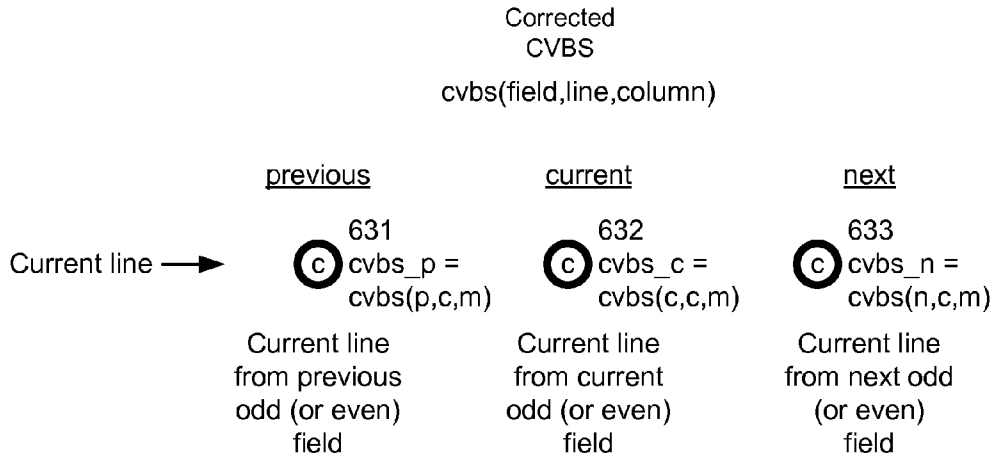 Corrected
CVBS
cvbs(field,line,column)
previous
current
next
Current line
c
631
cvbs_p =
cvbs(p,c,m)
c
632
cvbs_c =
cvbs(c,c,m)
c
633
cvbs_n =
cvbs(n,c,m)
Current line
from previous
odd (or even)
field
Current line
from current
odd (or even)
field
Current line
from next odd
(or even)
field